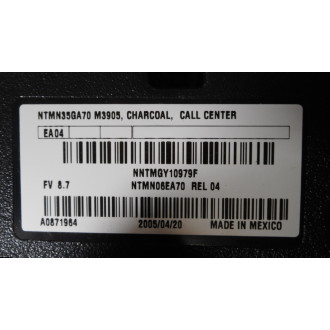 NTMN35GA70 M3905, CHARCOAL, CALL CENTER
EA04
NNTMGY10979F
FV 8.7 NTMN06EA70 REL 04
A0871984 2005/04/20 MADE IN MEXICO